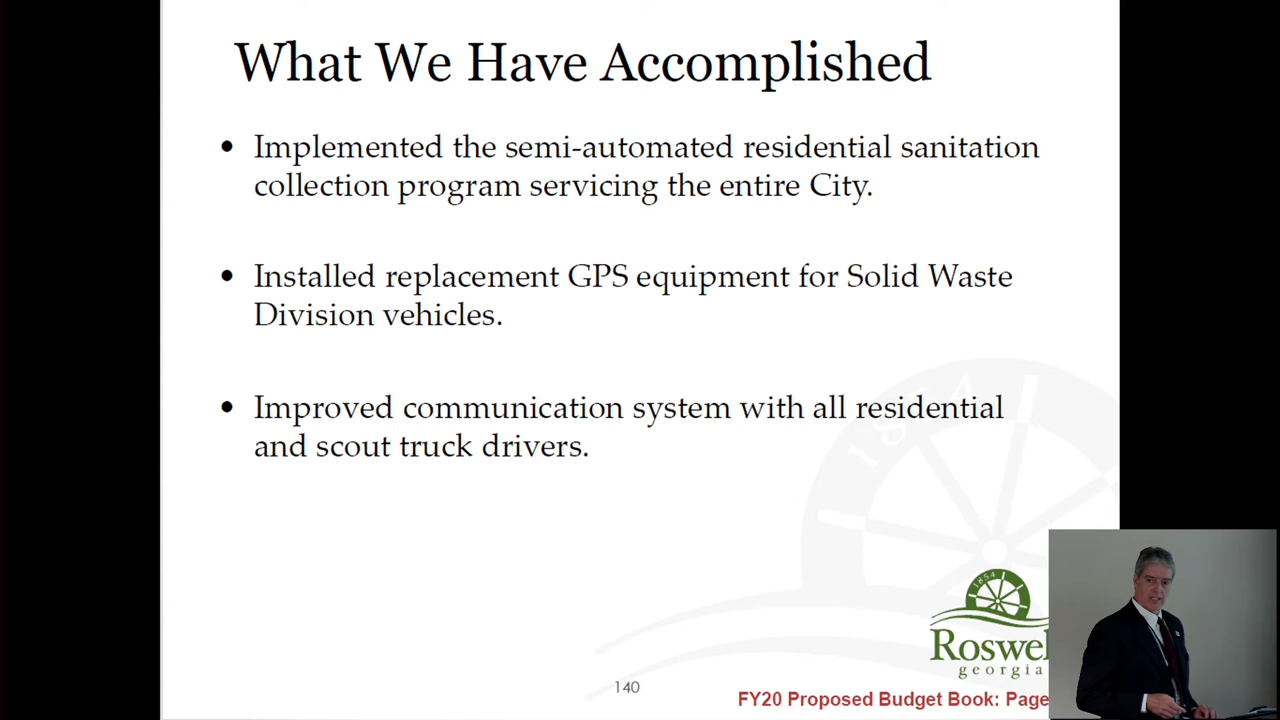 What We Have Accomplished
• Implemented the semi-automated residential sanitation
collection program servicing the entire City.
• Installed replacement GPS equipment for Solid Waste
Division vehicles.
• Improved communication system with all residential
and scout truck drivers.
1854
1854
Roswel
georgia
140
FY20 Proposed Budget Book: Page